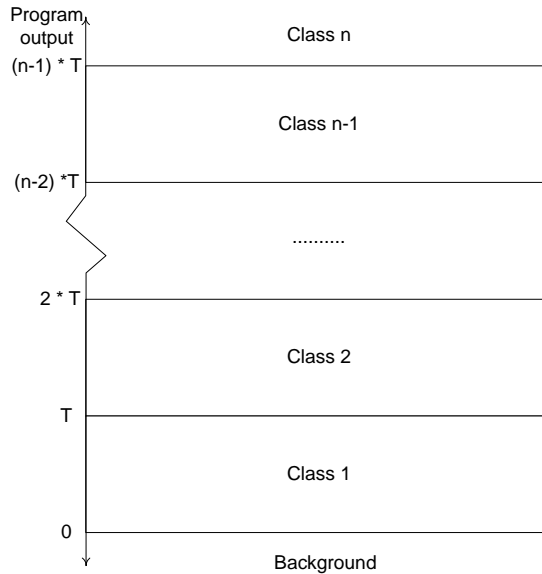 Program
output
Class n
(n-1) * T
Class n-1
(n-2) *T
..........
2 * T
Class 2
T
Class 1
0
Background